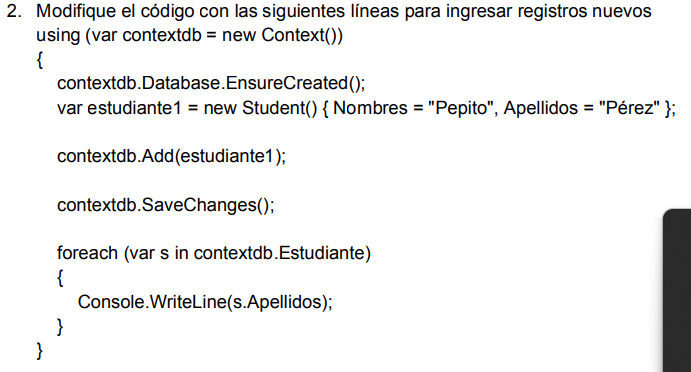 2. Modifique el código con las siguientes líneas para ingresar registros nuevos
using (var contextdb = new Context())
{
contextdb.Database.EnsureCreated();
var estudiante1 = new Student() { Nombres = "Pepito", Apellidos = "Pérez" };
contextdb.Add(estudiante1);
contextdb.SaveChanges();
foreach (var s in contextdb.Estudiante)
{
Console.WriteLine(s.Apellidos);
}
}